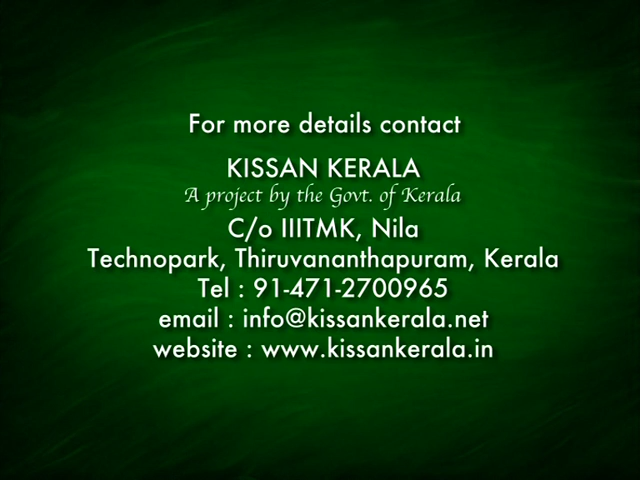 For more details contact
KISSAN KERALA
A project by the Govt. of Kerala
C/o IIITMK, Nila
Technopark, Thiruvananthapuram, Kerala
Tel : 91-471-2700965
email : info@kissankerala.net
website : www.kissankerala.in